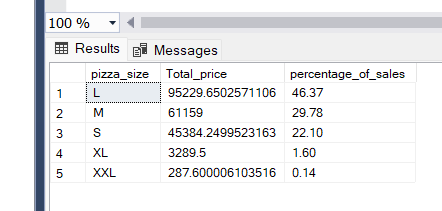 100 %
Results Messages
pizza_size Total_price percentage_of_sales
1 L 95229.6502571106 46.37
2 M 61159 29.78
3 S 45384.2499523163 22.10
4 XL 3289.5 1.60
5 XXL 287.600006103516 0.14